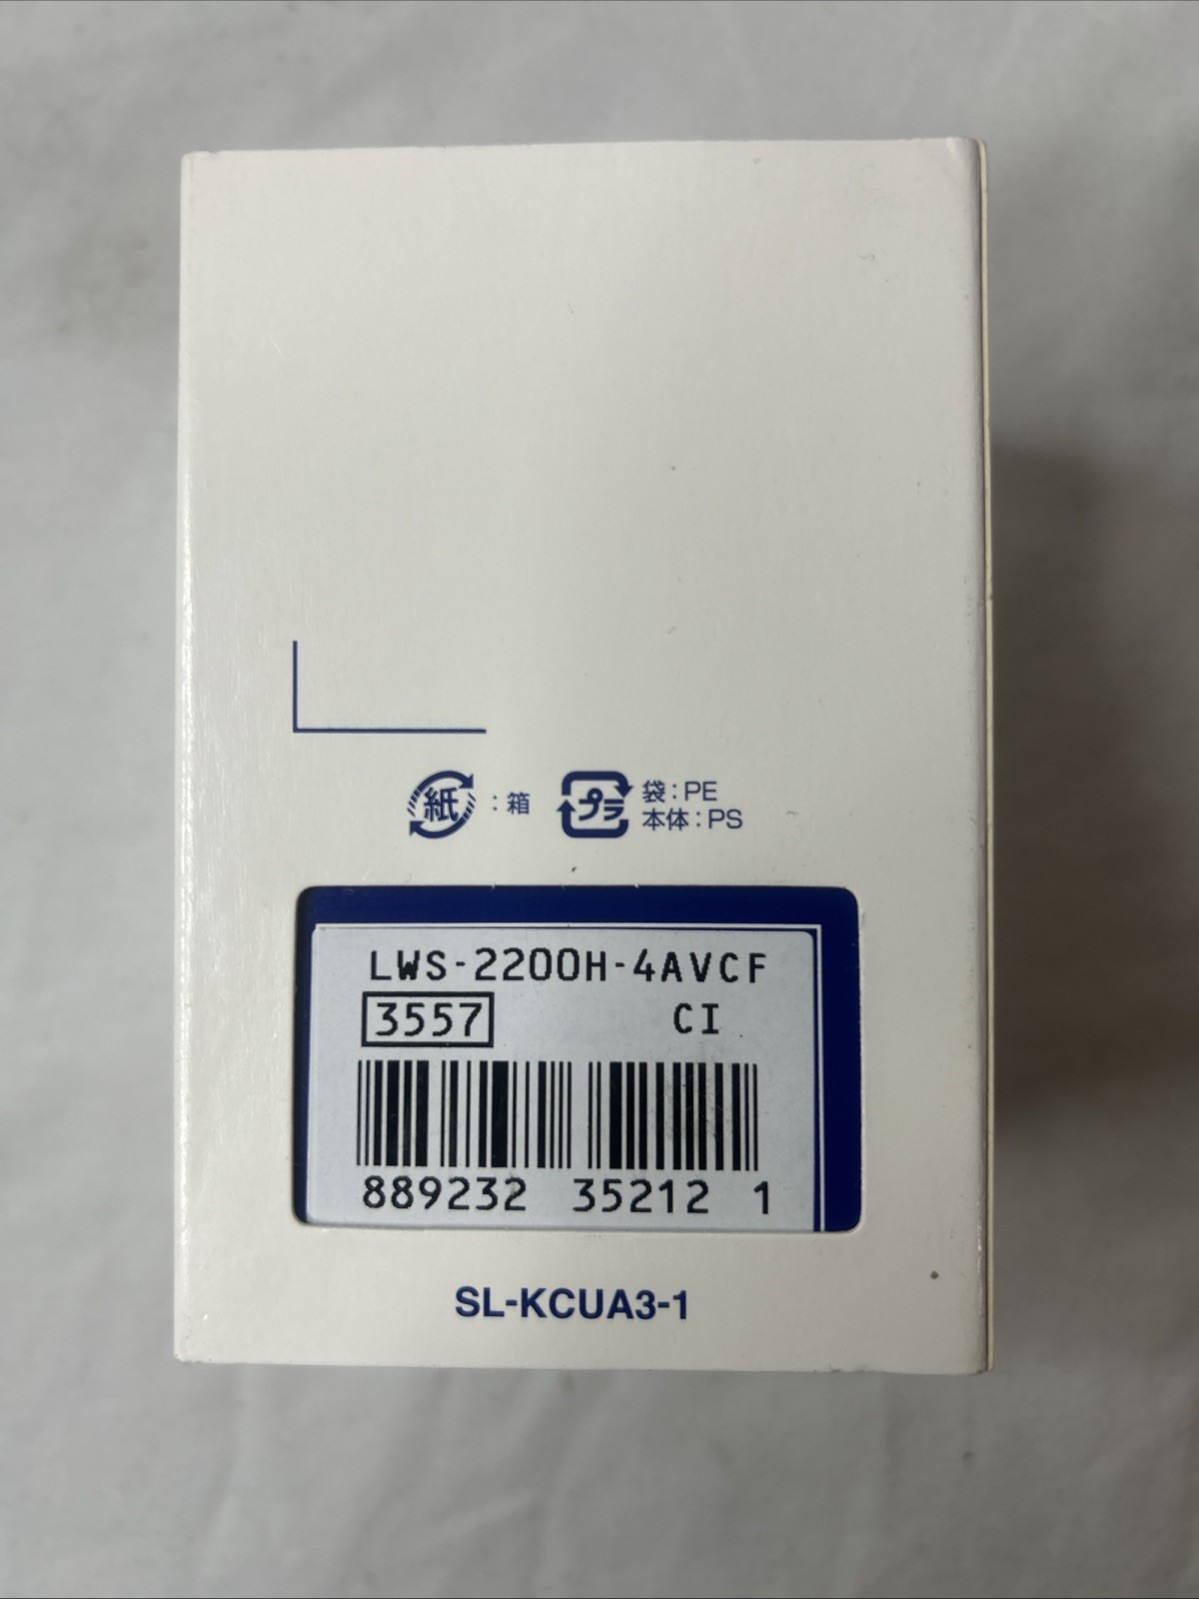 紙 : 箱
プラ 袋 : PE
本体 : PS
LWS-2200H-4AVCF
3557 CI
889232 35212 1
SL-KCUA3-1